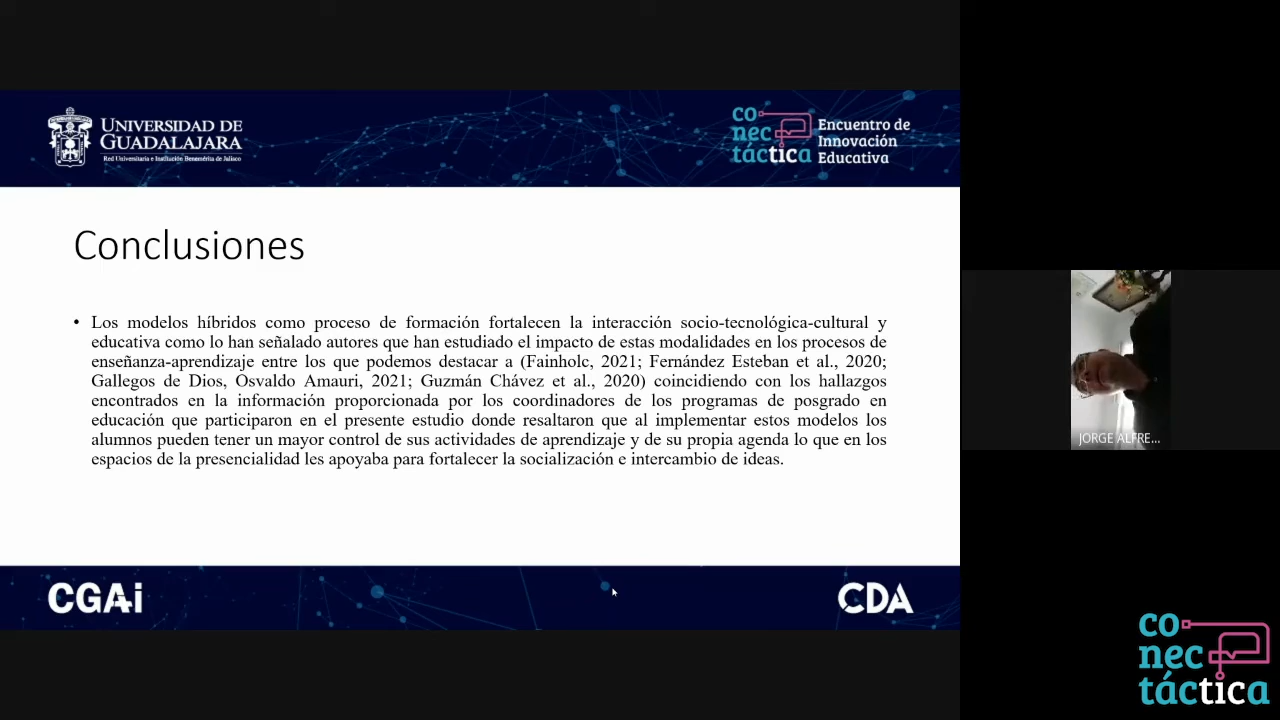 UNIVERSIDAD DE
GUADALAJARA
Red Universitaria e Institución Benemérita de Jalisco
co
nec
táctica
Encuentro de
Innovación
Educativa
Conclusiones
• Los modelos híbridos como proceso de formación fortalecen la interacción socio-tecnológica-cultural y
educativa como lo han señalado autores que han estudiado el impacto de estas modalidades en los procesos de
enseñanza-aprendizaje entre los que podemos destacar a (Fainholc, 2021; Fernández Esteban et al., 2020;
Gallegos de Dios, Osvaldo Amauri, 2021; Guzmán Chávez et al., 2020) coincidiendo con los hallazgos
encontrados en la información proporcionada por los coordinadores de los programas de posgrado en
educación que participaron en el presente estudio donde resaltaron que al implementar estos modelos los
alumnos pueden tener un mayor control de sus actividades de aprendizaje y de su propia agenda lo que en los
espacios de la presencialidad les apoyaba para fortalecer la socialización e intercambio de ideas.
CGAi
CDA
JORGE ALFRE...
co
nec
táctica